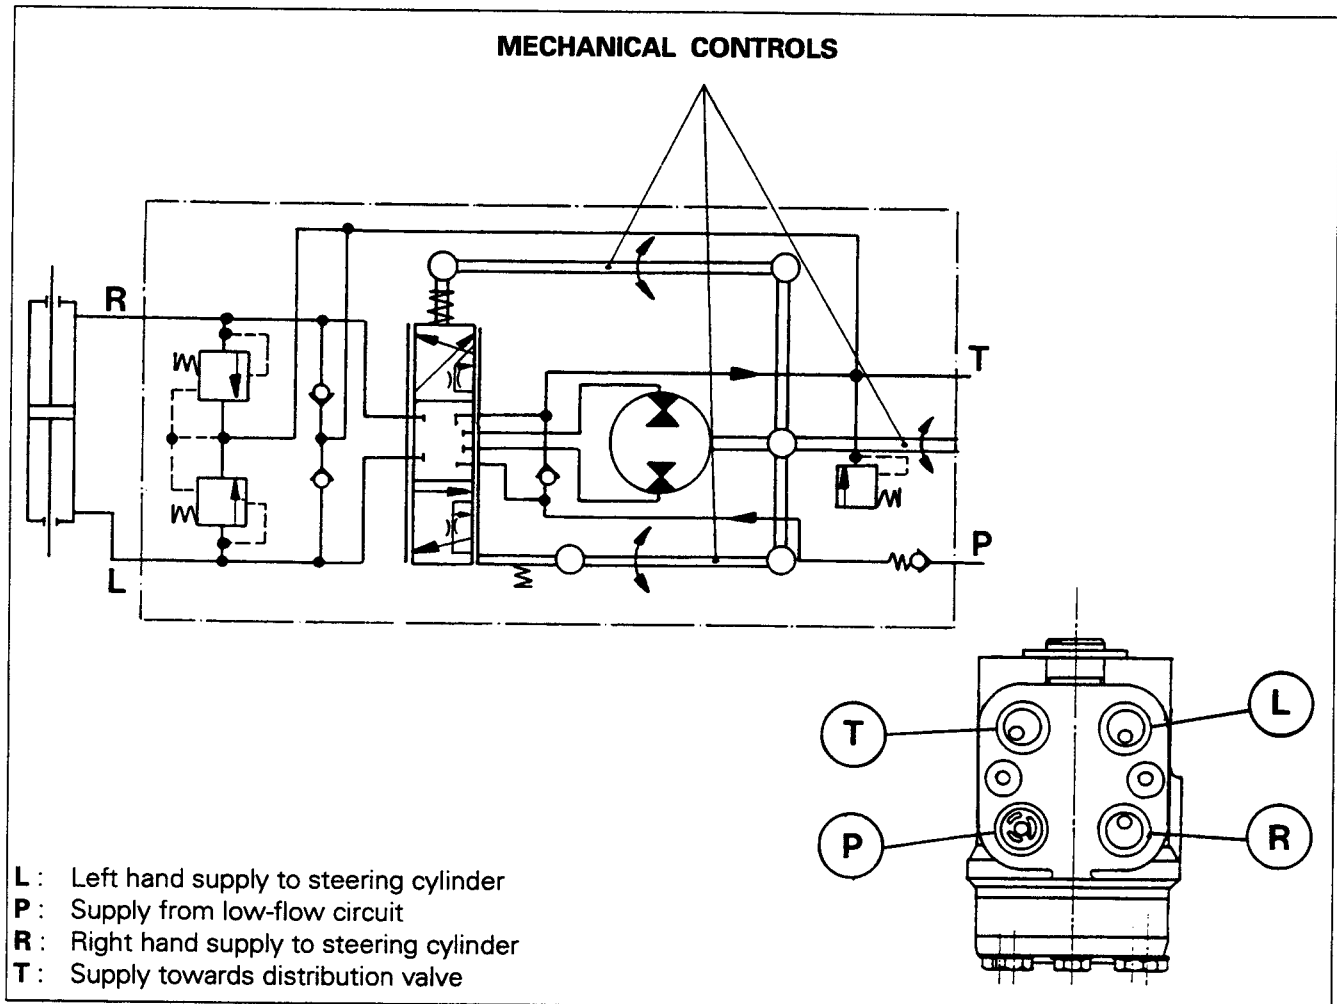 MECHANICAL CONTROLS
R
T
P
L
T
L
P
R
L : Left hand supply to steering cylinder
P : Supply from low-flow circuit
R : Right hand supply to steering cylinder
T : Supply towards distribution valve